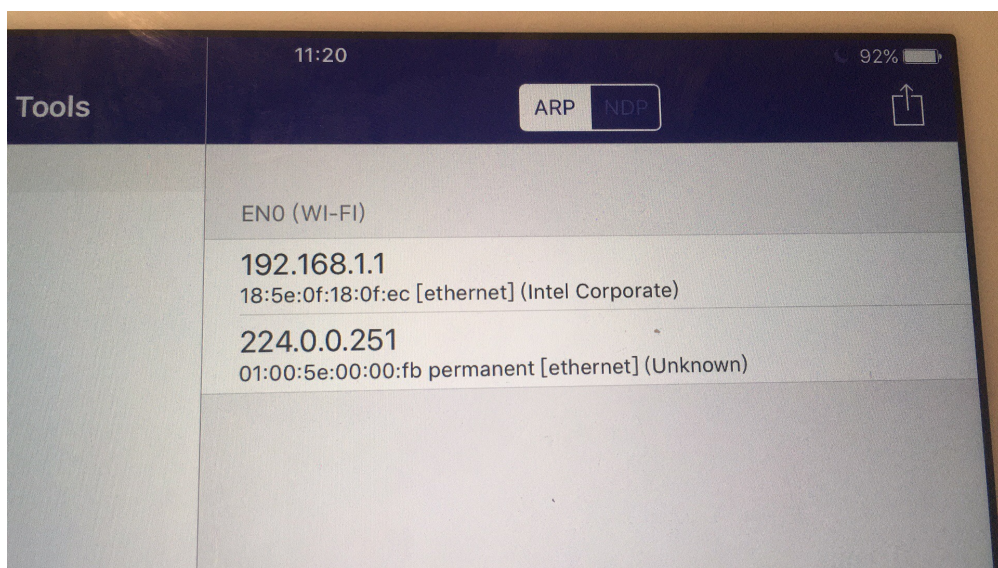 11:20
92%
Tools
ARP NDP
EN0 (WI-FI)
192.168.1.1
18:5e:0f:18:0f:ec [ethernet] (Intel Corporate)
224.0.0.251
01:00:5e:00:00:fb permanent [ethernet] (Unknown)